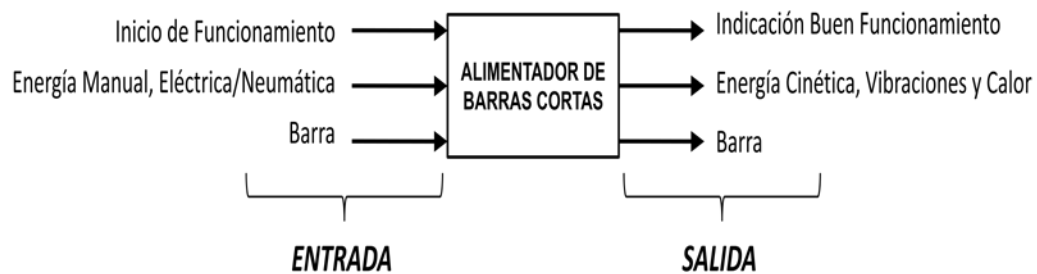 Inicio de Funcionamiento
Energía Manual, Eléctrica/Neumática
Barra
ALIMENTADOR DE
BARRAS CORTAS
Indicación Buen Funcionamiento
Energía Cinética, Vibraciones y Calor
Barra
ENTRADA
SALIDA